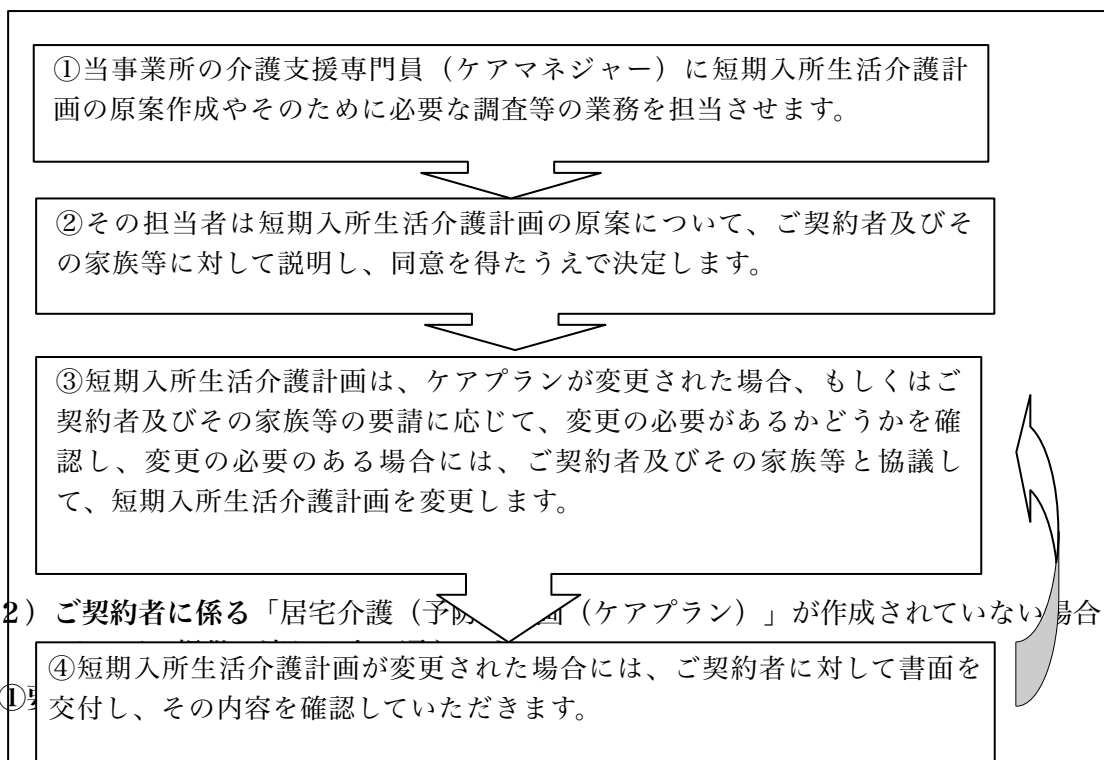 ①当事業所の介護支援専門員（ケアマネジャー）に短期入所生活介護計
画の原案作成やそのために必要な調査等の業務を担当させます。
②その担当者は短期入所生活介護計画の原案について、ご契約者及びそ
の家族等に対して説明し、同意を得たうえで決定します。
③短期入所生活介護計画は、ケアプランが変更された場合、もしくはご
契約者及びその家族等の要請に応じて、変更の必要があるかどうかを確
認し、変更の必要のある場合には、ご契約者及びその家族等と協議し
て、短期入所生活介護計画を変更します。
2）ご契約者に係る「居宅介護（予防 画（ケアプラン）」が作成されていない場合
④短期入所生活介護計画が変更された場合には、ご契約者に対して書面を
①
交付し、その内容を確認していただきます。